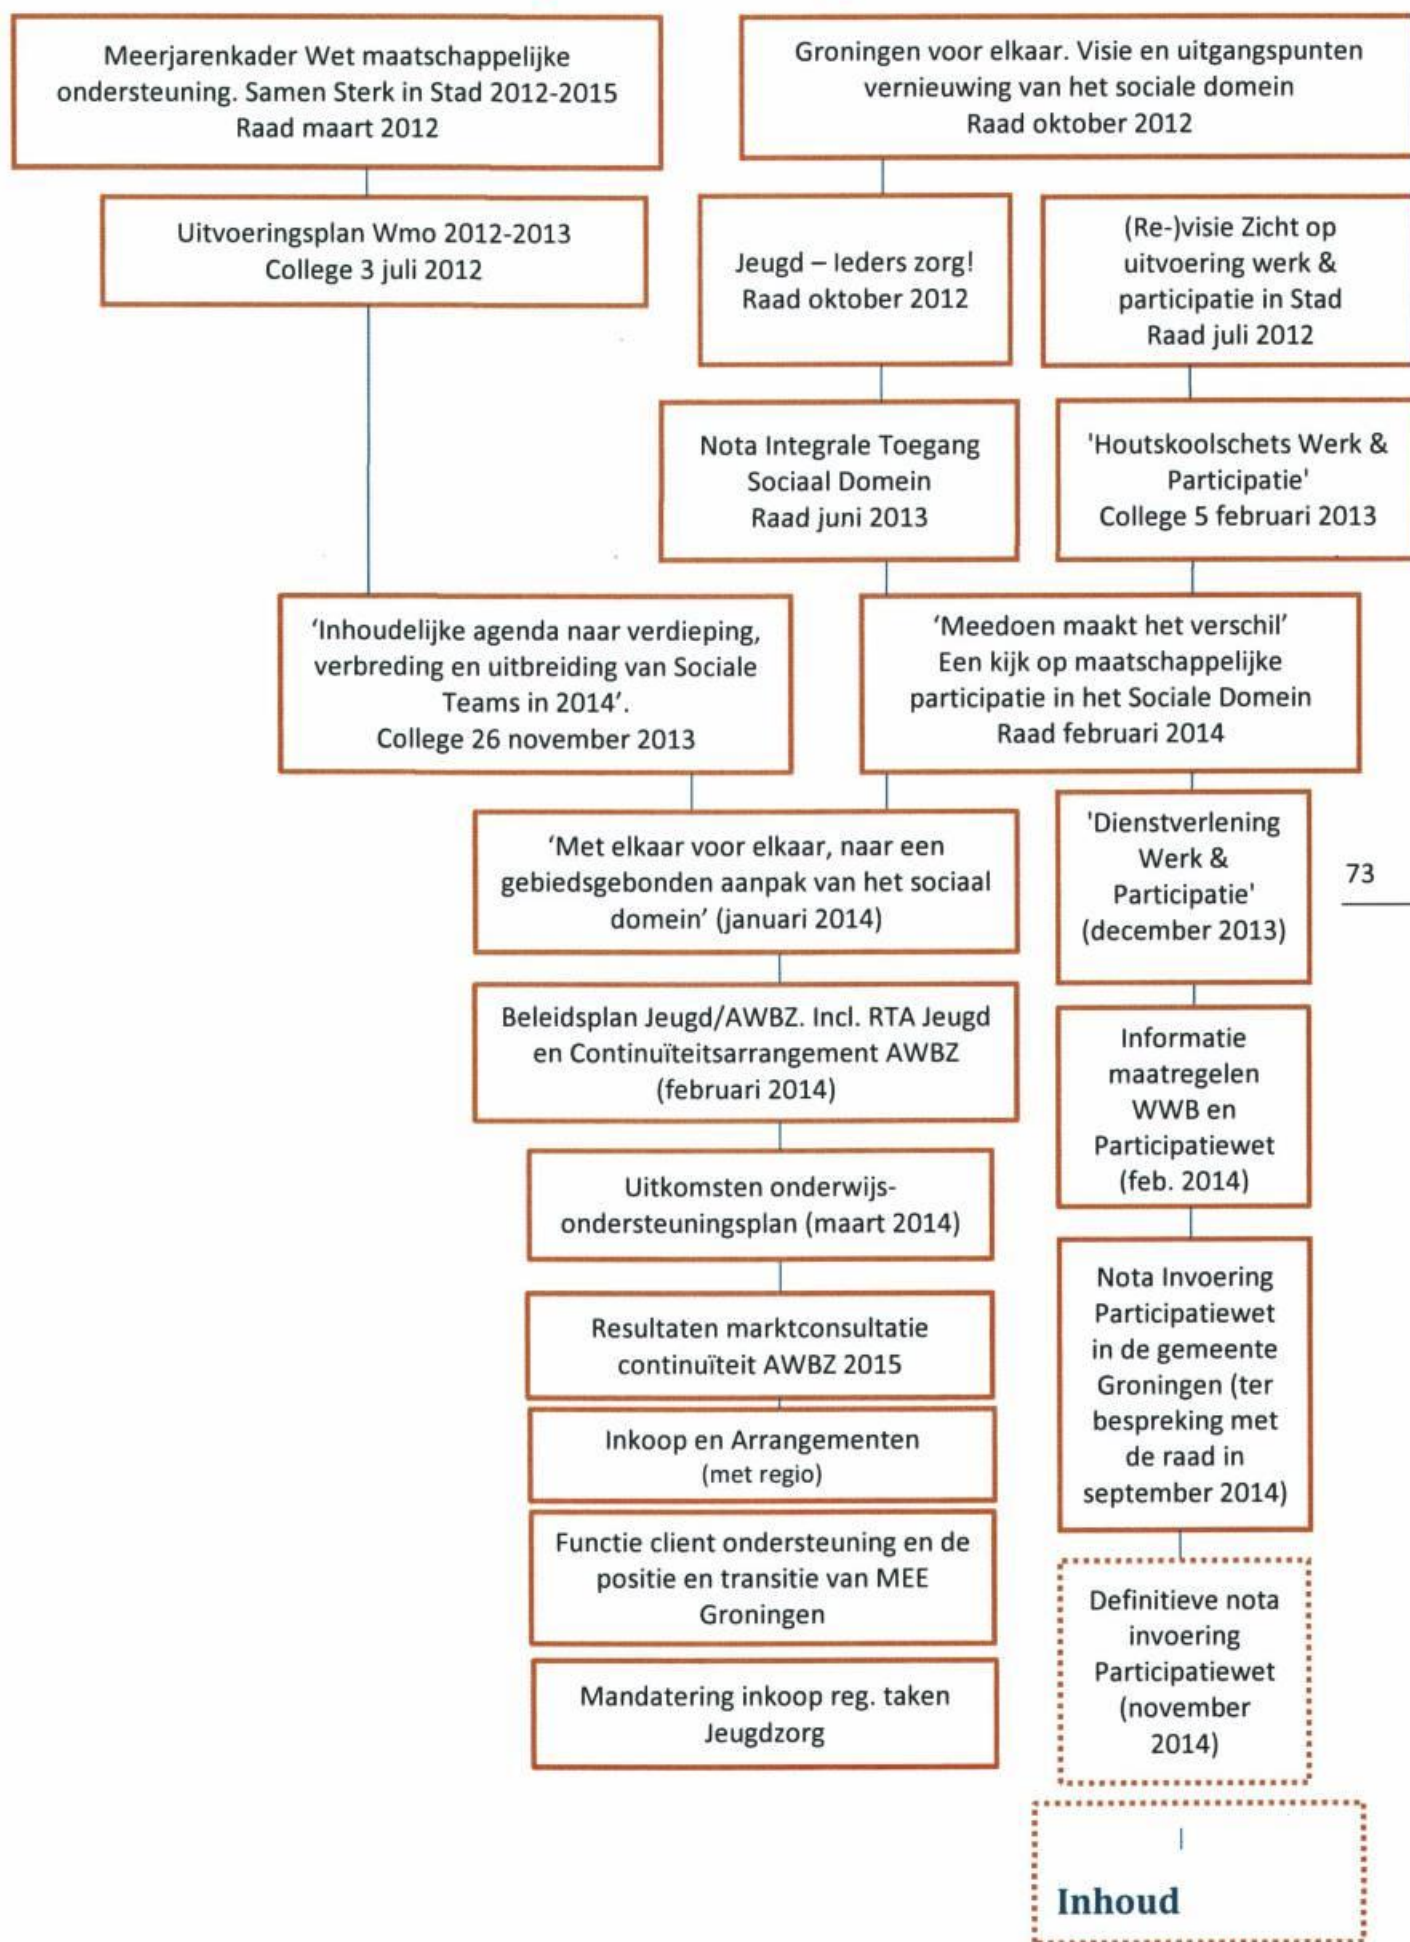 Meerjarenkader Wet maatschappelijke
ondersteuning. Samen Sterk in Stad 2012-2015
Raad maart 2012
Groningen voor elkaar. Visie en uitgangspunten
vernieuwing van het sociale domein
Raad oktober 2012
Uitvoeringsplan Wmo 2012-2013
College 3 juli 2012
Jeugd – Ieders zorg!
Raad oktober 2012
(Re-)visie Zicht op
uitvoering werk &
participatie in Stad
Raad juli 2012
Nota Integrale Toegang
Sociaal Domein
Raad juni 2013
'Houtskoolschets Werk &
Participatie'
College 5 februari 2013
‘Inhoudelijke agenda naar verdieping,
verbreding en uitbreiding van Sociale
Teams in 2014’.
College 26 november 2013
‘Meedoen maakt het verschil’
Een kijk op maatschappelijke
participatie in het Sociale Domein
Raad februari 2014
‘Met elkaar voor elkaar, naar een
gebiedsgebonden aanpak van het sociaal
domein’ (januari 2014)
'Dienstverlening
Werk &
Participatie'
(december 2013)
73
Beleidsplan Jeugd/AWBZ. Incl. RTA Jeugd
en Continuïteitsarrangement AWBZ
(februari 2014)
Informatie
maatregelen
WWB en
Participatiewet
(feb. 2014)
Uitkomsten onderwijs-
ondersteuningsplan (maart 2014)
Resultaten marktconsultatie
continuïteit AWBZ 2015
Nota Invoering
Participatiewet
in de gemeente
Groningen (ter
bespreking met
de raad in
september 2014)
Inkoop en Arrangementen
(met regio)
Functie client ondersteuning en de
positie en transitie van MEE
Groningen
Mandatering inkoop reg. taken
Jeugdzorg
Definitieve nota
invoering
Participatiewet
(november
2014)
Inhoud